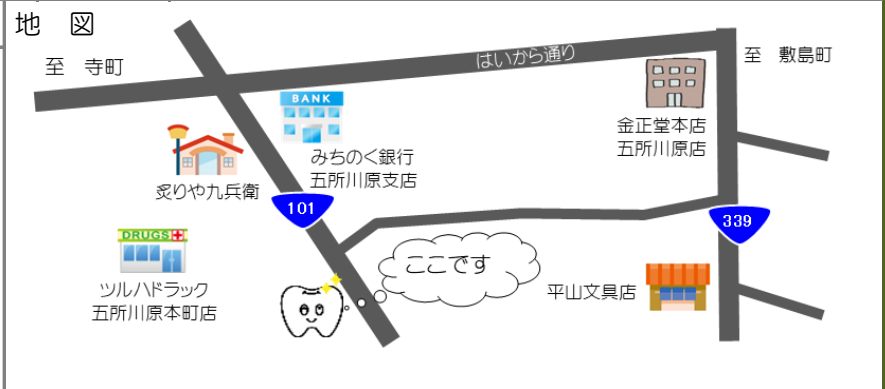 地 図
至 寺町
はいから通り
至 敷島町
BANK
みちのく銀行
五所川原支店
金正堂本店
五所川原店
炙りや九兵衛
101
339
DRUGS
ツルハドラック
五所川原本町店
ここです
平山文具店